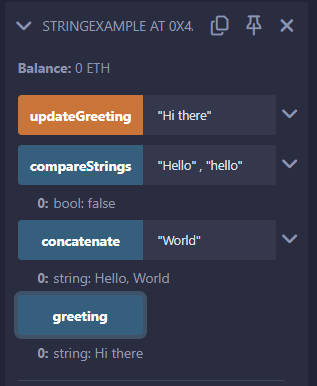 STRINGEXAMPLE AT 0X4.
Balance: 0 ETH
updateGreeting "Hi there"
compareStrings "Hello" , "hello"
0: bool: false
concatenate "World"
0: string: Hello, World
greeting
0: string: Hi there